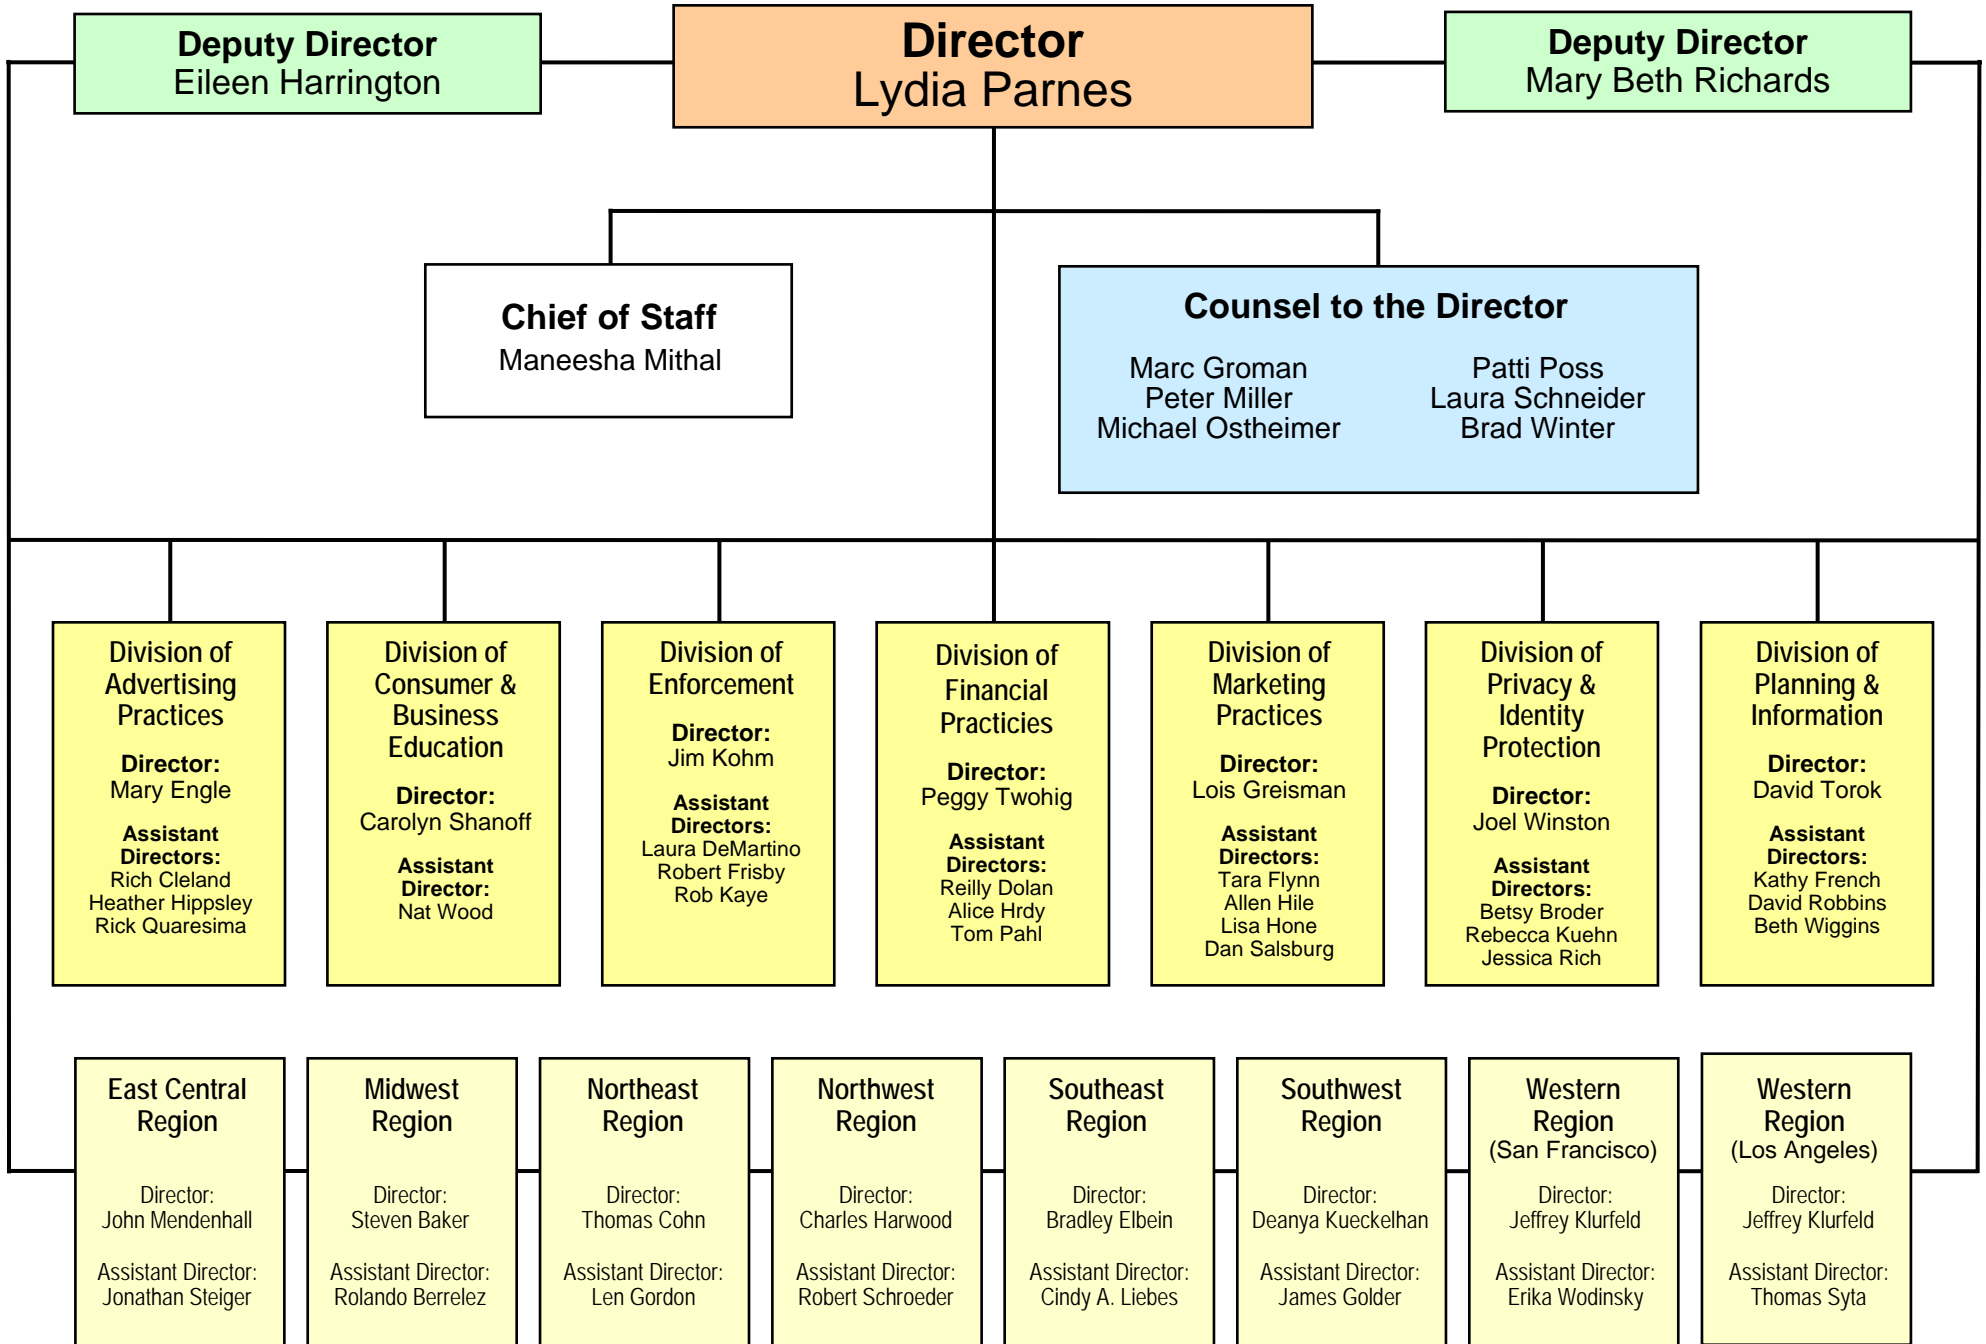 Deputy Director
Eileen Harrington
Director
Lydia Parnes
Deputy Director
Mary Beth Richards
Chief of Staff
Maneesha Mithal
Counsel to the Director
Marc Groman
Peter Miller
Michael Ostheimer
Patti Poss
Laura Schneider
Brad Winter
Division of
Advertising
Practices
Director:
Mary Engle
Assistant
Directors:
Rich Cleland
Heather Hippsley
Rick Quaresima
Division of
Consumer &
Business
Education
Director:
Carolyn Shanoff
Assistant
Director:
Nat Wood
Division of
Enforcement
Director:
Jim Kohm
Assistant
Directors:
Laura DeMartino
Robert Frisby
Rob Kaye
Division of
Financial
Practicies
Director:
Peggy Twohig
Assistant
Directors:
Reilly Dolan
Alice Hrdy
Tom Pahl
Division of
Marketing
Practices
Director:
Lois Greisman
Assistant
Directors:
Tara Flynn
Allen Hile
Lisa Hone
Dan Salsburg
Division of
Privacy &
Identity
Protection
Director:
Joel Winston
Assistant
Directors:
Betsy Broder
Rebecca Kuehn
Jessica Rich
Division of
Planning &
Information
Director:
David Torok
Assistant
Directors:
Kathy French
David Robbins
Beth Wiggins
East Central
Region
Director:
John Mendenhall
Assistant Director:
Jonathan Steiger
Midwest
Region
Director:
Steven Baker
Assistant Director:
Rolando Berrelez
Northeast
Region
Director:
Thomas Cohn
Assistant Director:
Len Gordon
Northwest
Region
Director:
Charles Harwood
Assistant Director:
Robert Schroeder
Southeast
Region
Director:
Bradley Elbein
Assistant Director:
Cindy A. Liebes
Southwest
Region
Director:
Deanya Kueckelhan
Assistant Director:
James Golder
Western
Region
(San Francisco)
Director:
Jeffrey Klurfeld
Assistant Director:
Erika Wodinsky
Western
Region
(Los Angeles)
Director:
Jeffrey Klurfeld
Assistant Director:
Thomas Syta